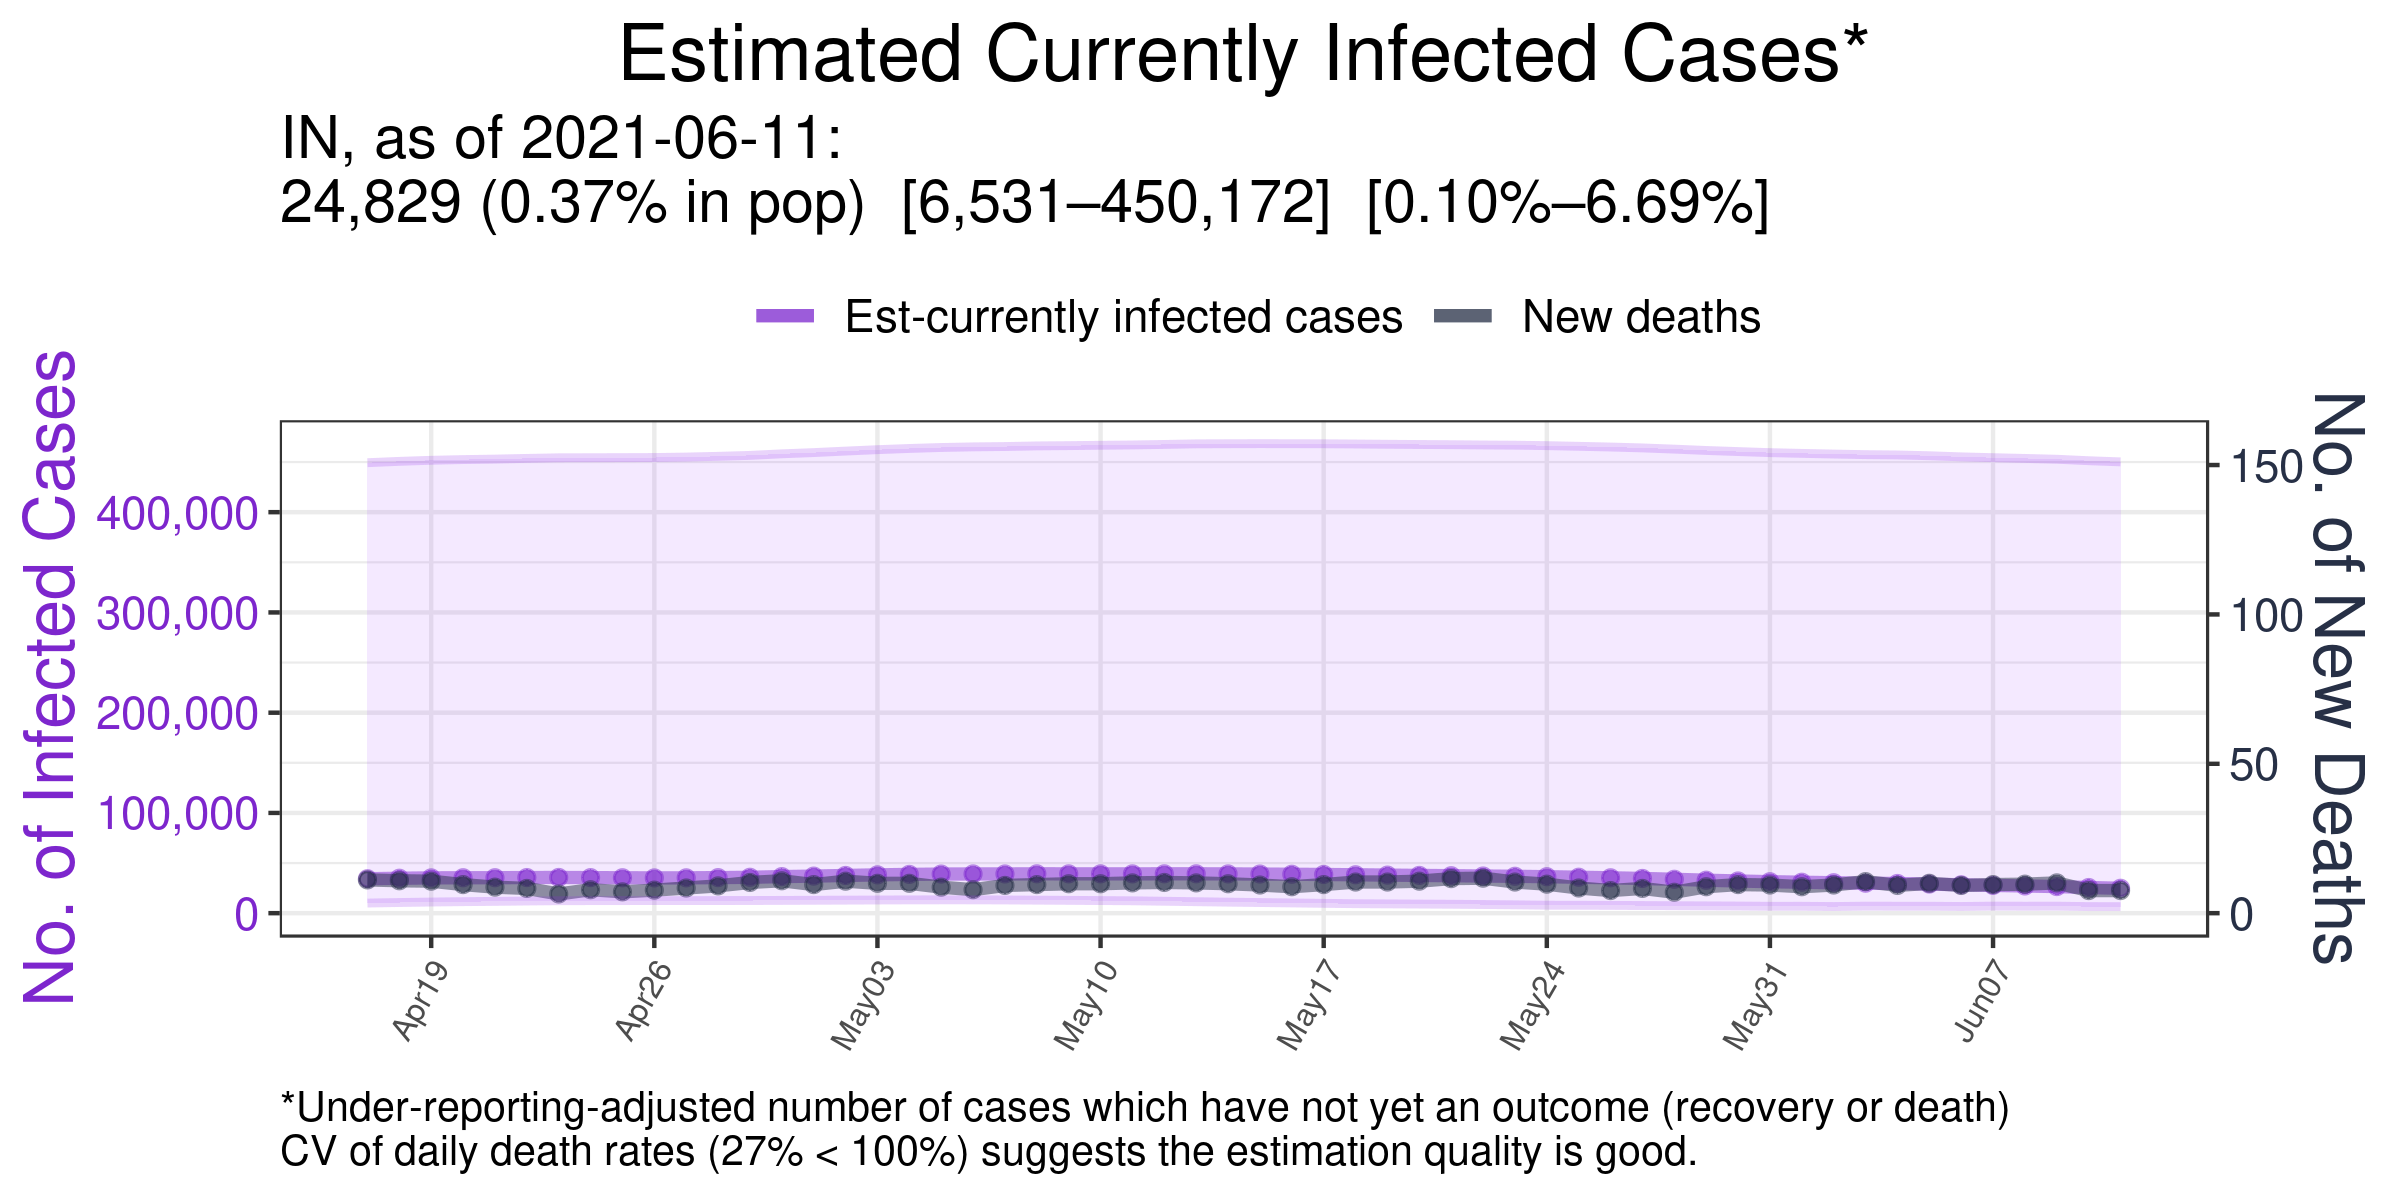 Estimated Currently Infected Cases*
IN, as of 2021-06-11:
24,829 (0.37% in pop)  [6,531–450,172]  [0.10%–6.69%]
Est-currently infected cases
New deaths
No. of Infected Cases
400,000
300,000
200,000
100,000
0
150
100
50
0
No. of New Deaths
Apr19
Apr26
May03
May10
May17
May24
May31
Jun07
*Under-reporting-adjusted number of cases which have not yet an outcome (recovery or death)
CV of daily death rates (27% < 100%) suggests the estimation quality is good.